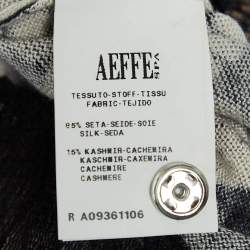 AEFFE
SPA
TESSUTO-STOFF-TISSU
FABRIC-TEJIDO
85% SETA-SEIDE-SOIE
SILK-SEDA
15% KASHMIR-CACHEMIRA
KASCHMIR-CAXEMIRA
CACHEMIRE
CASHMERE
R A09361106